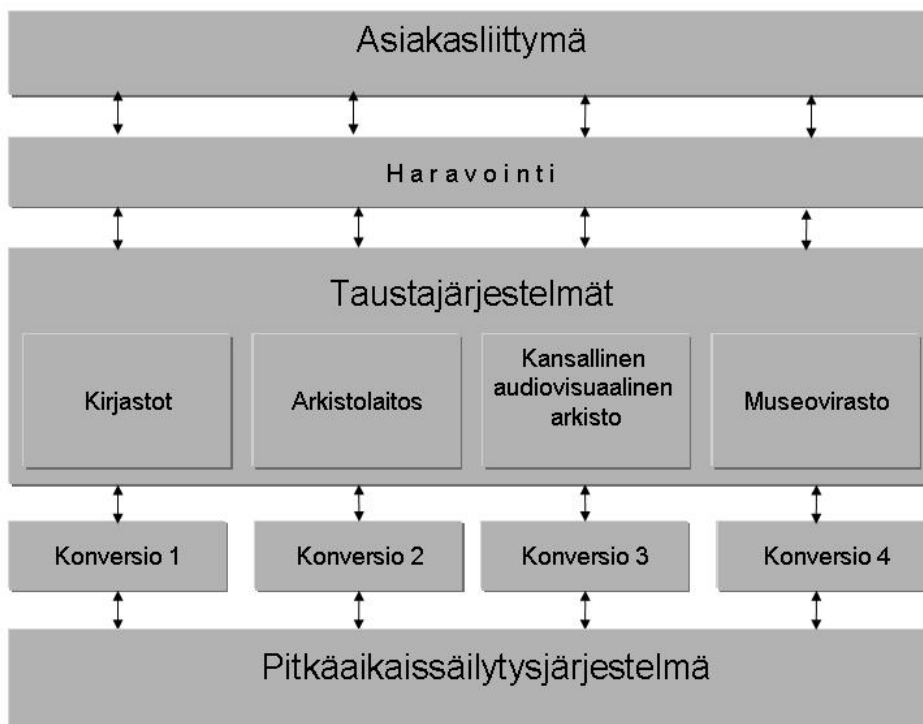 Asiakasliittymä
Haravointi
Taustajärjestelmät
Kirjastot
Arkistolaitos
Kansallinen
audiovisuaalinen
arkisto
Museovirasto
Konversio 1
Konversio 2
Konversio 3
Konversio 4
Pitkäaikaissäilytysjärjestelmä